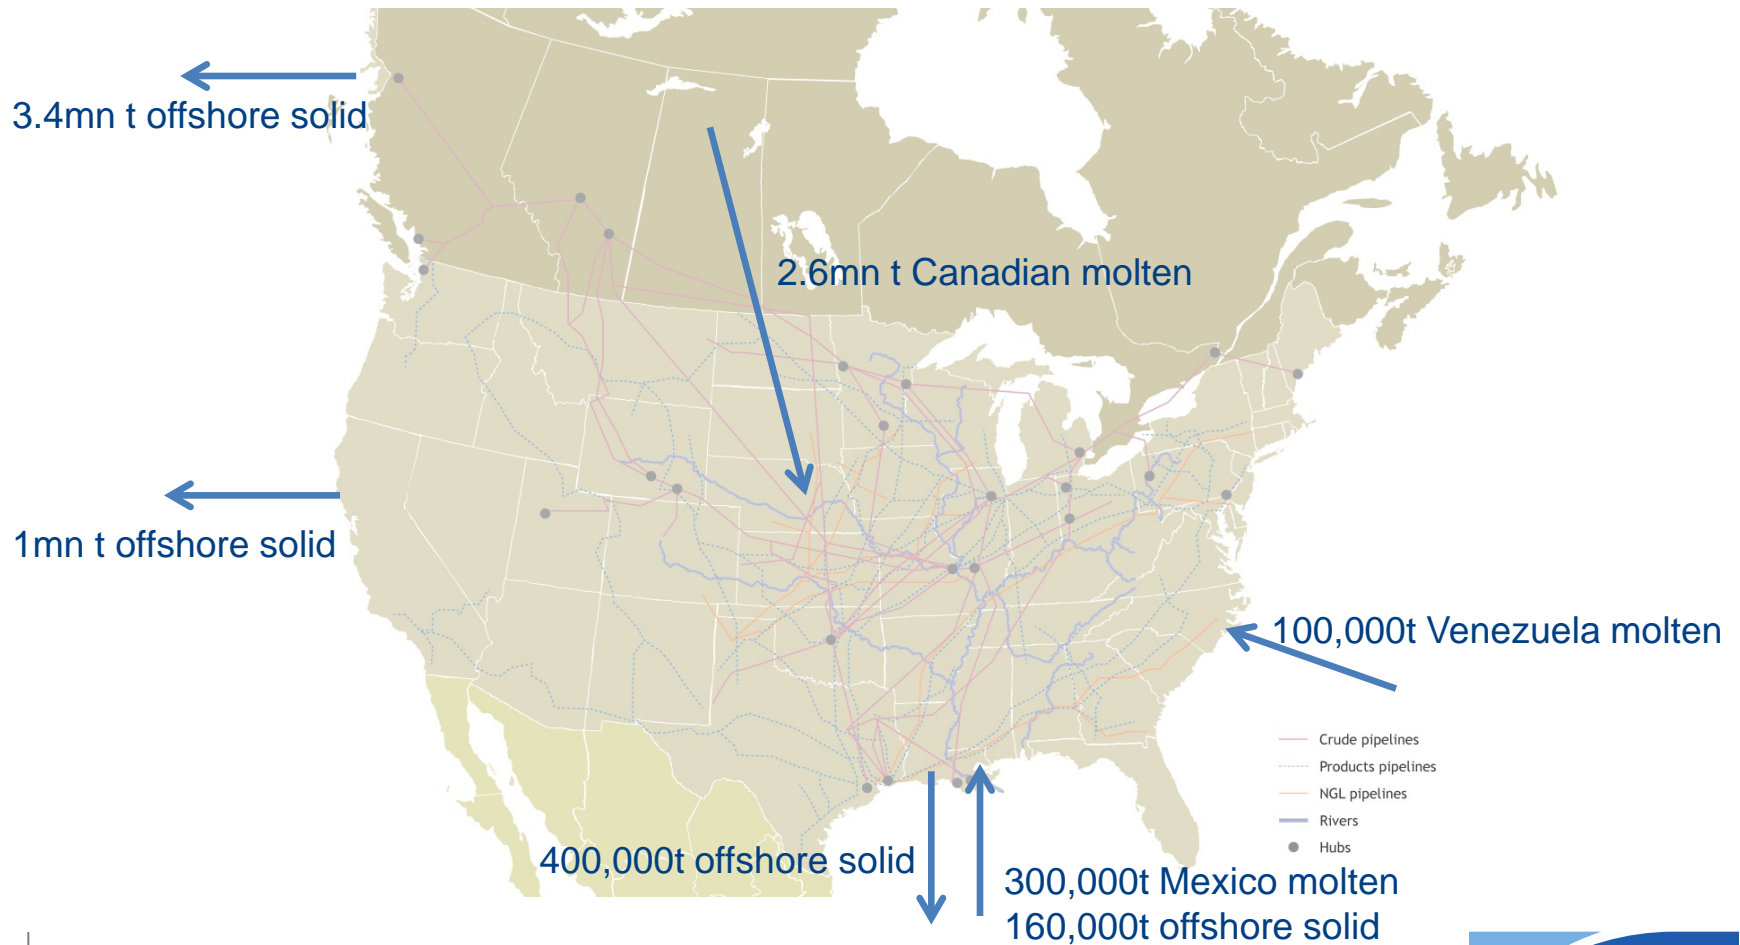 3.4mn t offshore solid
2.6mn t Canadian molten
1mn t offshore solid
100,000t Venezuela molten
Crude pipelines
Products pipelines
NGL pipelines
Rivers
Hubs
400,000t offshore solid
300,000t Mexico molten
160,000t offshore solid